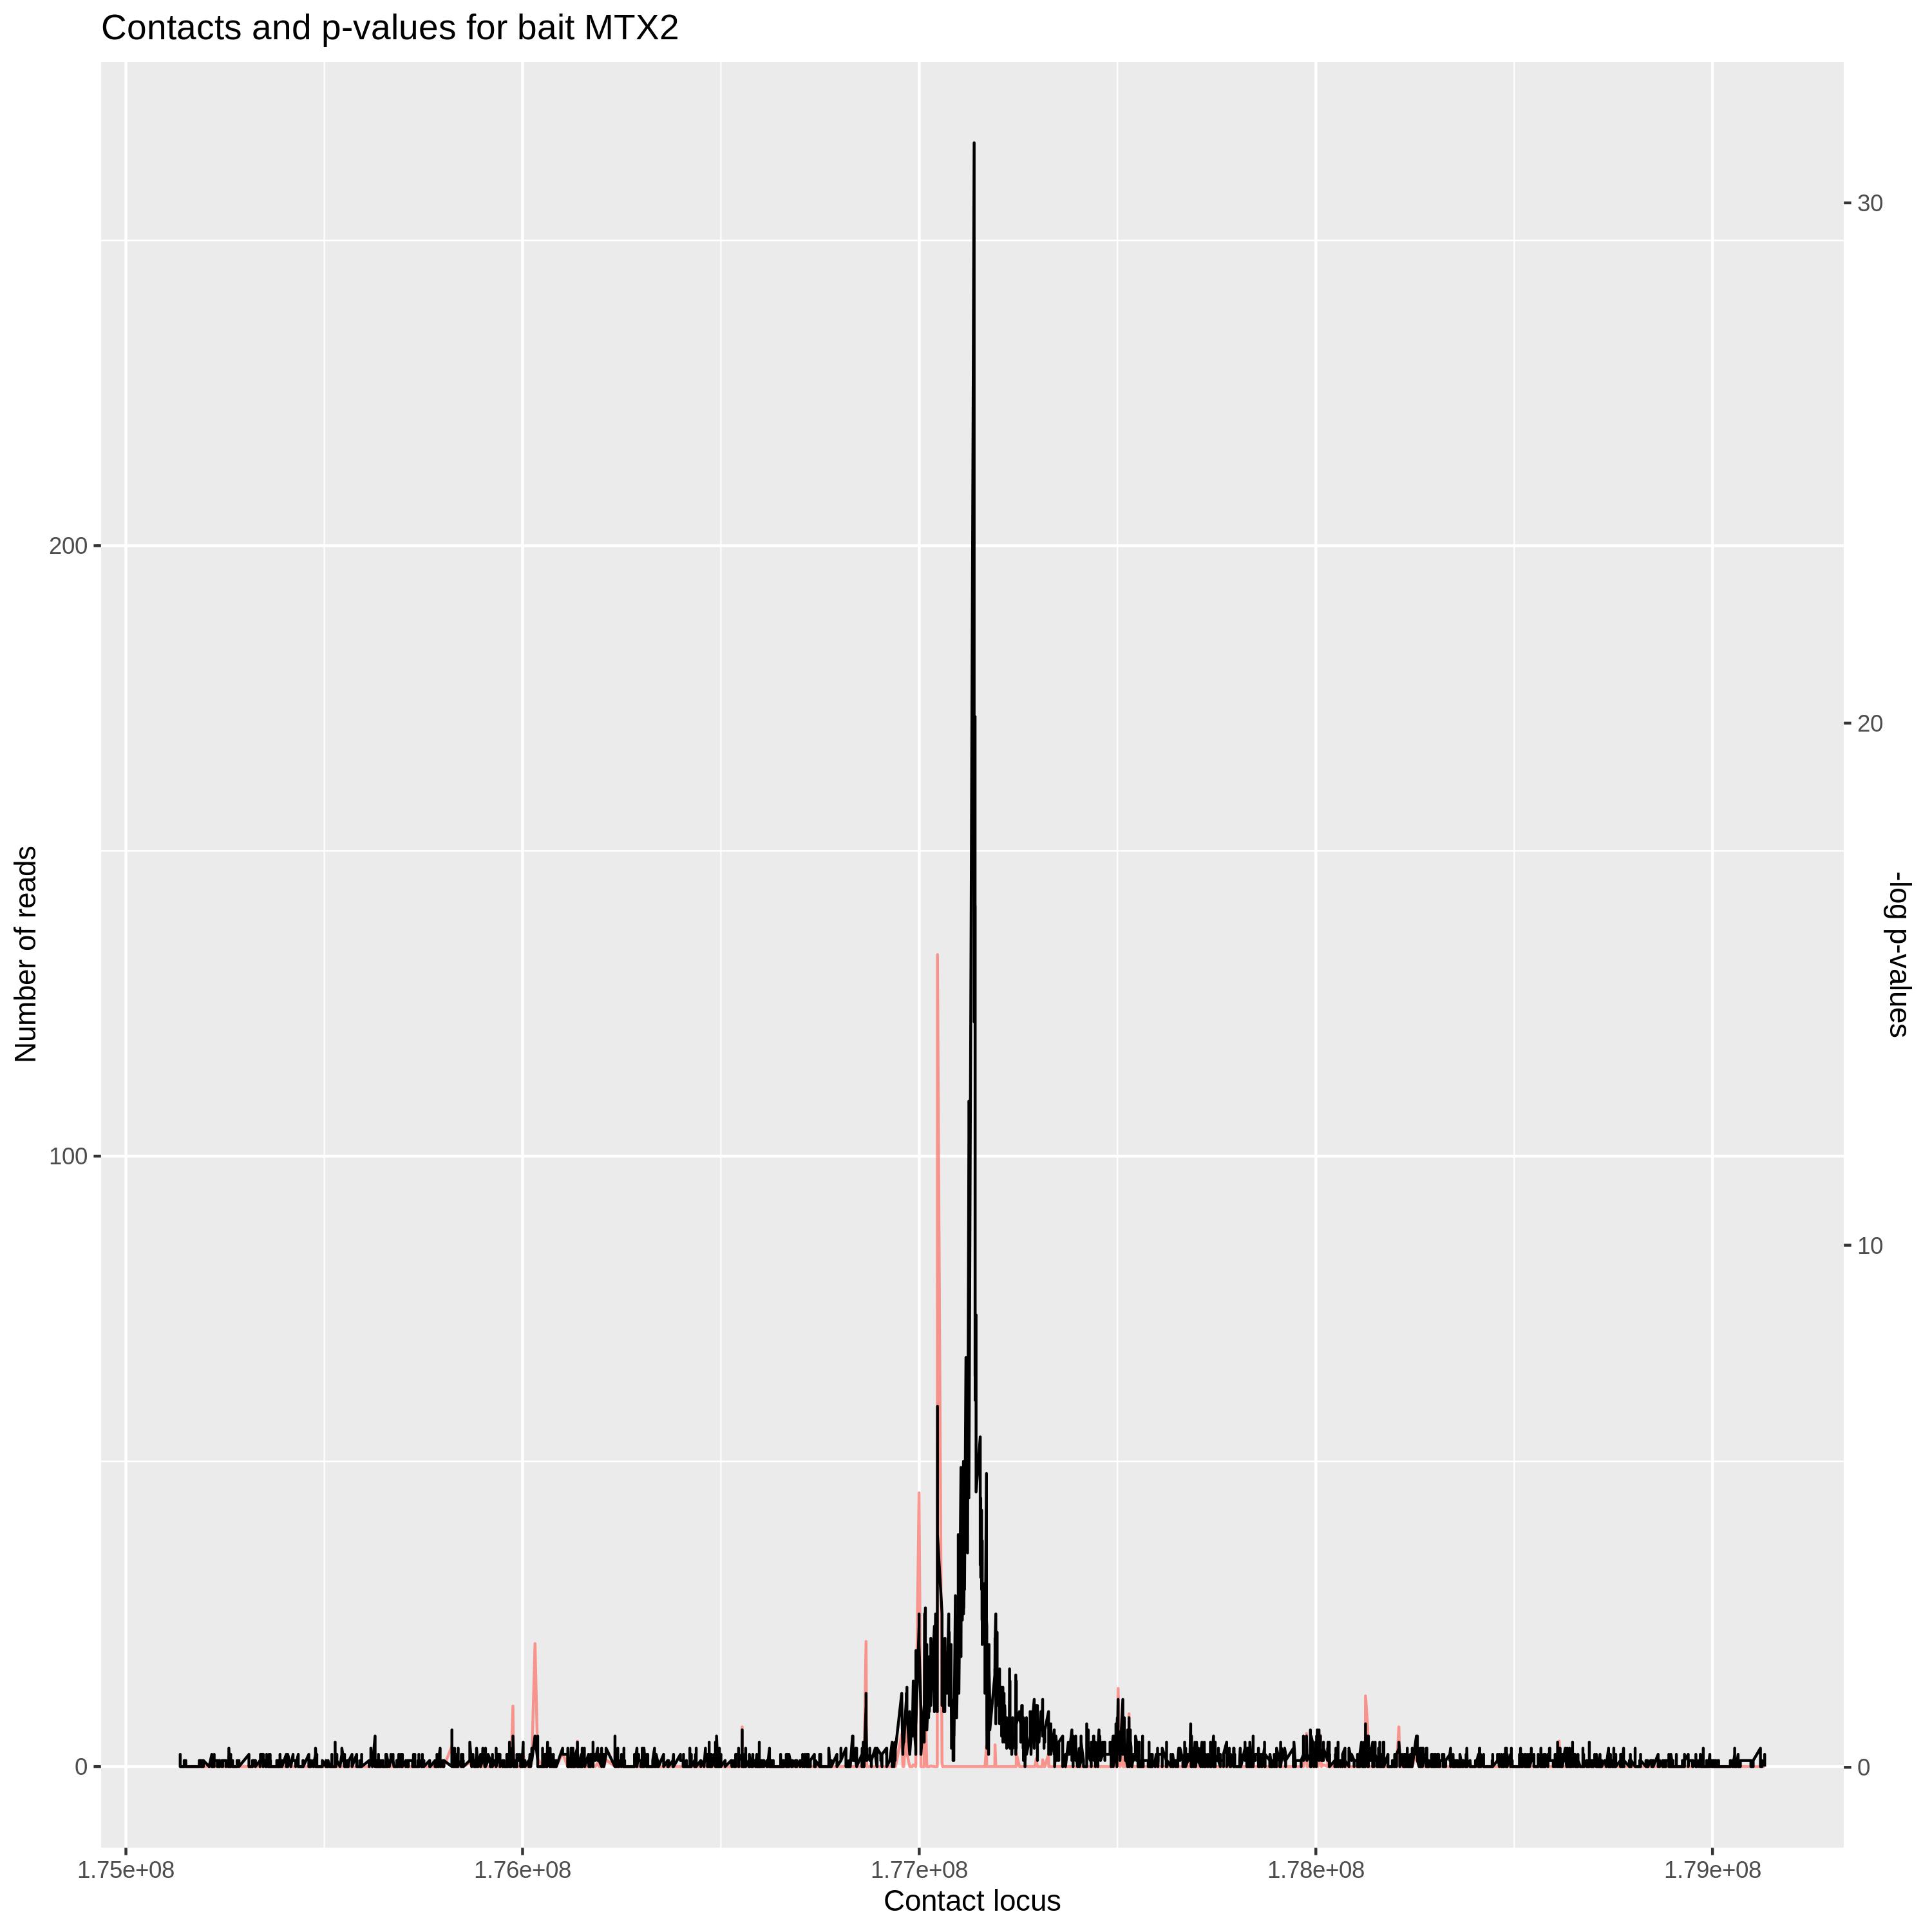 Contacts and p-values for bait MTX2
30
200
20
Number of reads
-log p-values
100
10
0
0
1.75e+08
1.76e+08
1.77e+08
1.78e+08
1.79e+08
Contact locus